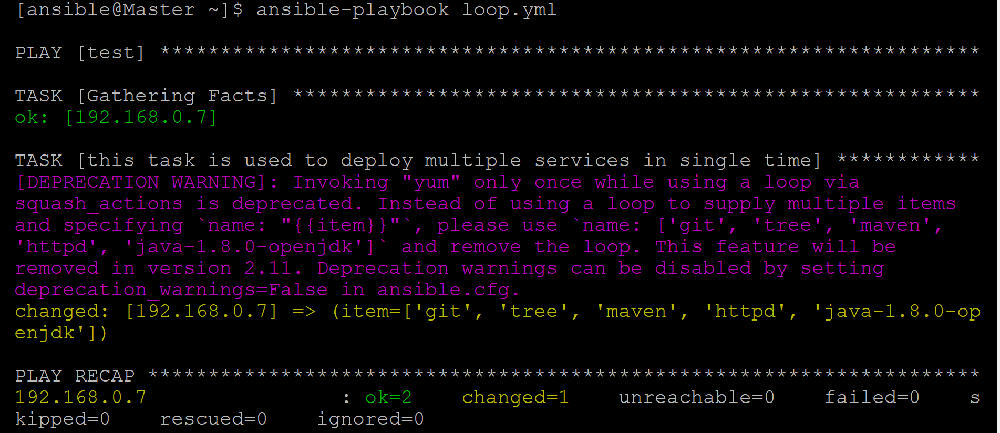 [ansible@Master ~]$ ansible-playbook loop.yml
PLAY [test] ********************************************************************
TASK [Gathering Facts] *********************************************************
ok: [192.168.0.7]
TASK [this task is used to deploy multiple services in single time] ************
[DEPRECATION WARNING]: Invoking "yum" only once while using a loop via
squash_actions is deprecated. Instead of using a loop to supply multiple items
and specifying `name: "{{item}}"`, please use `name: ['git', 'tree', 'maven',
'httpd', 'java-1.8.0-openjdk']` and remove the loop. This feature will be
removed in version 2.11. Deprecation warnings can be disabled by setting
deprecation_warnings=False in ansible.cfg.
changed: [192.168.0.7] => (item=['git', 'tree', 'maven', 'httpd', 'java-1.8.0-op
enjdk'])
PLAY RECAP *********************************************************************
192.168.0.7                : ok=2    changed=1    unreachable=0    failed=0    s
kipped=0    rescued=0    ignored=0